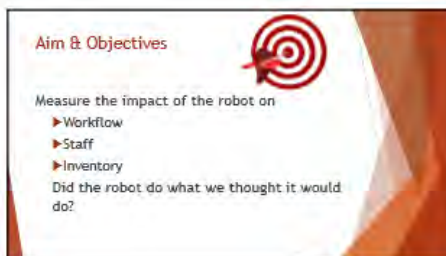 Aim & Objectives
Measure the impact of the robot on
▶Workflow
▶Staff
▶Inventory
Did the robot do what we thought it would
do?